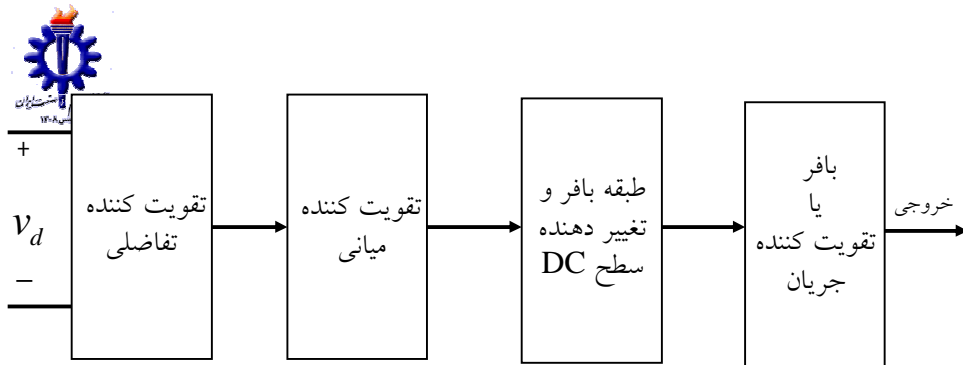 +
v_d
−
تقویت کننده
تفاضلی
تقویت کننده
میانی
طبقه بافر و
تغییر دهنده
سطح DC
بافر
یا
تقویت کننده
جریان
خروجی